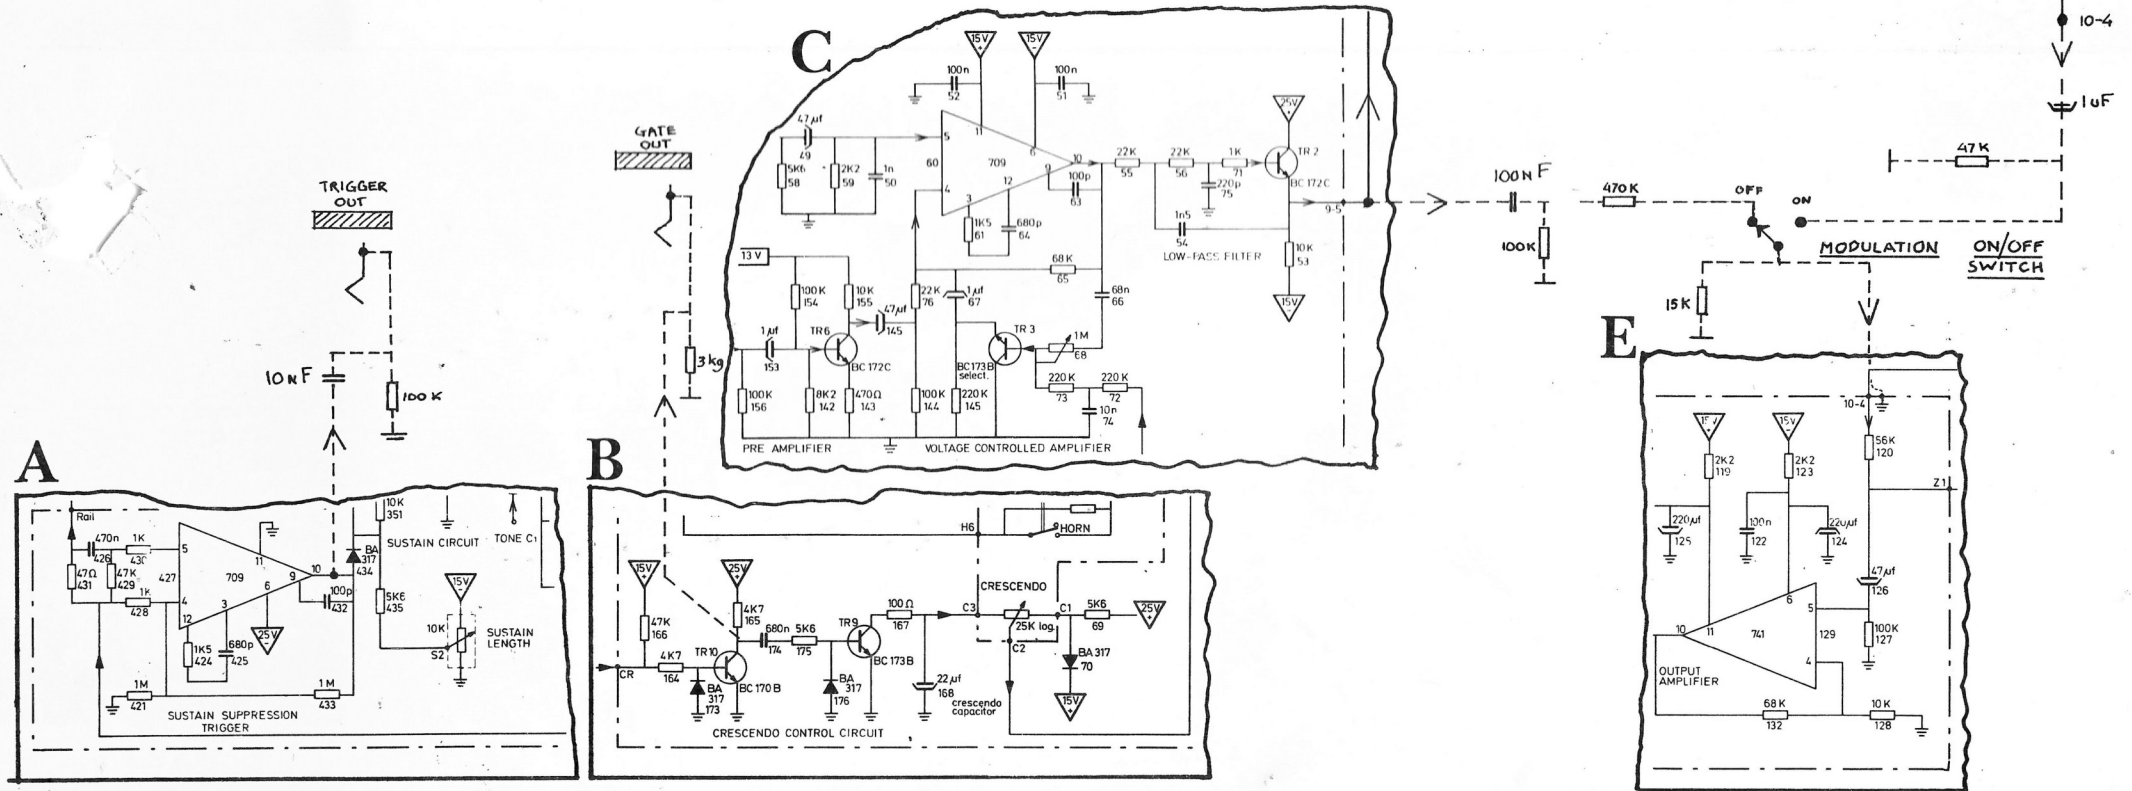 C
15V
+
15V
-
100n
52
100n
51
47µf
49
5K6
58
2K2
59
1n
50
5
60
4
11
6
709
10
9
12
3
100p
63
1K5
61
680p
64
22K
55
22K
56
1K
71
220p
75
1n5
54
LOW-PASS FILTER
25V
+
TR 2
BC 172C
9-5
10K
53
15V
-
13 V
100K
154
10K
155
47µf
145
22K
76
1µf
67
68K
65
68n
66
1µf
153
TR6
BC 172C
TR 3
BC173B
select.
1M
68
220 K
73
220 K
72
10n
74
100K
156
8K2
142
470Ω
143
100K
144
220K
145
PRE AMPLIFIER
VOLTAGE CONTROLLED AMPLIFIER
TRIGGER
OUT
10NF
100K
GATE
OUT
3kg
100NF
100K
470K
OFF
ON
MODULATION
ON/OFF
SWITCH
15K
47K
10-4
1UF
A
Rail
470n
426
1K
430
47Ω
431
47K
429
1K
428
5
427
4
709
11
6
9
10
12
3
100p
432
1K5
424
680p
425
25V
-
1M
421
1M
433
SUSTAIN SUPPRESSION
TRIGGER
10K
351
SUSTAIN CIRCUIT
BA
317
434
5K6
435
15V
-
10K
S2
SUSTAIN
LENGTH
TONE C1
B
H6
HORN
15V
+
47K
166
CR
4K7
164
BA
317
173
25V
+
4K7
165
TR10
BC 170B
680n
174
5K6
175
BA
317
176
TR9
BC 173B
100Ω
167
22µf
168
crescendo
capacitor
C3
CRESCENDO
25K log.
C2
C1
5K6
69
25V
+
BA 317
70
15V
+
CRESCENDO CONTROL CIRCUIT
E
10-4
15V
+
15V
-
2K2
119
2K2
123
56K
120
Z1
220µf
125
100n
122
220µf
124
47µf
126
100K
127
10
11
741
6
5
129
4
OUTPUT
AMPLIFIER
68K
132
10 K
128